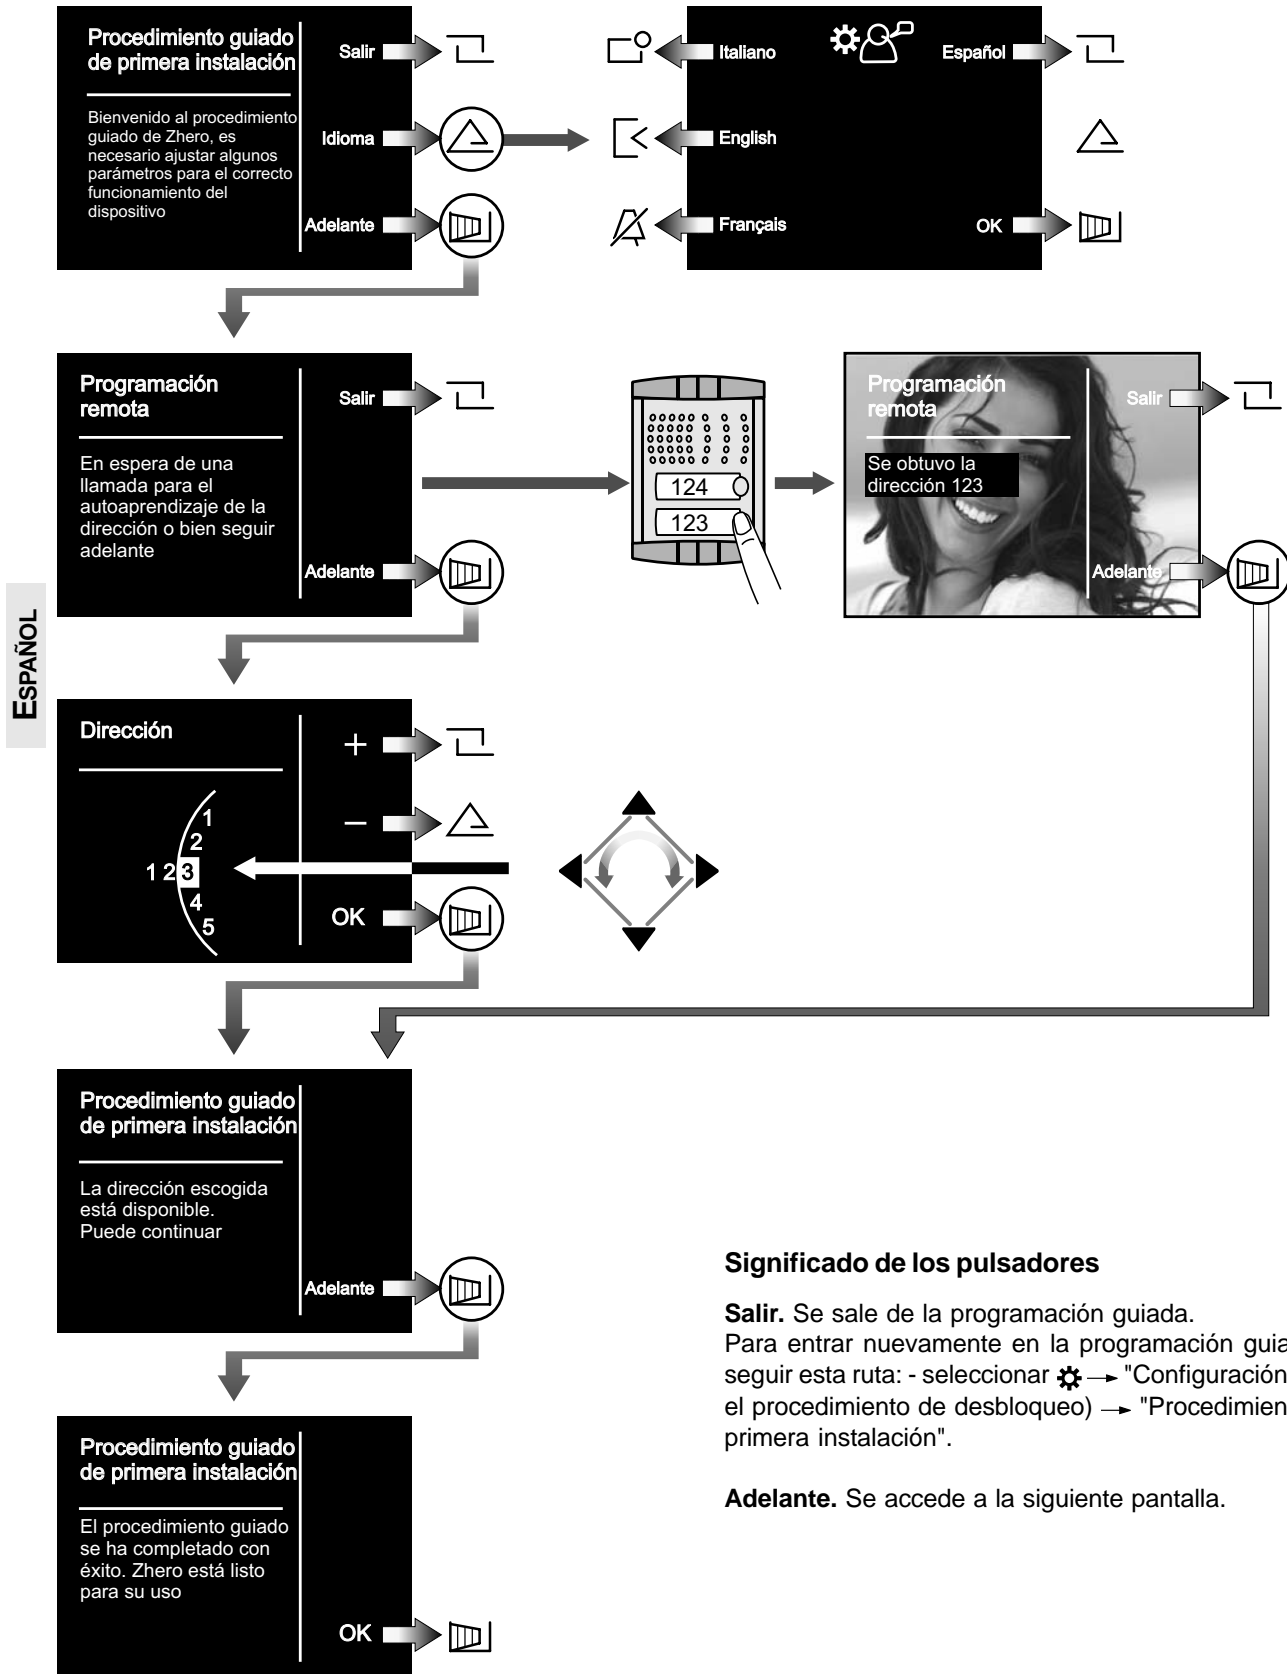 Procedimiento guiado
de primera instalación
Bienvenido al procedimiento
guiado de Zhero, es
necesario ajustar algunos
parámetros para el correcto
funcionamiento del
dispositivo
Salir
Idioma
Adelante
Italiano
English
Français
Español
OK
Programación
remota
En espera de una
llamada para el
autoaprendizaje de la
dirección o bien seguir
adelante
Salir
Adelante
124
123
Programación
remota
Se obtuvo la
dirección 123
Salir
Adelante
ESPAÑOL
Dirección
1
2
1 2 3
4
5
+
−
OK
Procedimiento guiado
de primera instalación
La dirección escogida
está disponible.
Puede continuar
Adelante
Procedimiento guiado
de primera instalación
El procedimiento guiado
se ha completado con
éxito. Zhero está listo
para su uso
OK
Significado de los pulsadores
Salir. Se sale de la programación guiada.
Para entrar nuevamente en la programación guia
seguir esta ruta: - seleccionar → "Configuración
el procedimiento de desbloqueo) → "Procedimien
primera instalación".
Adelante. Se accede a la siguiente pantalla.